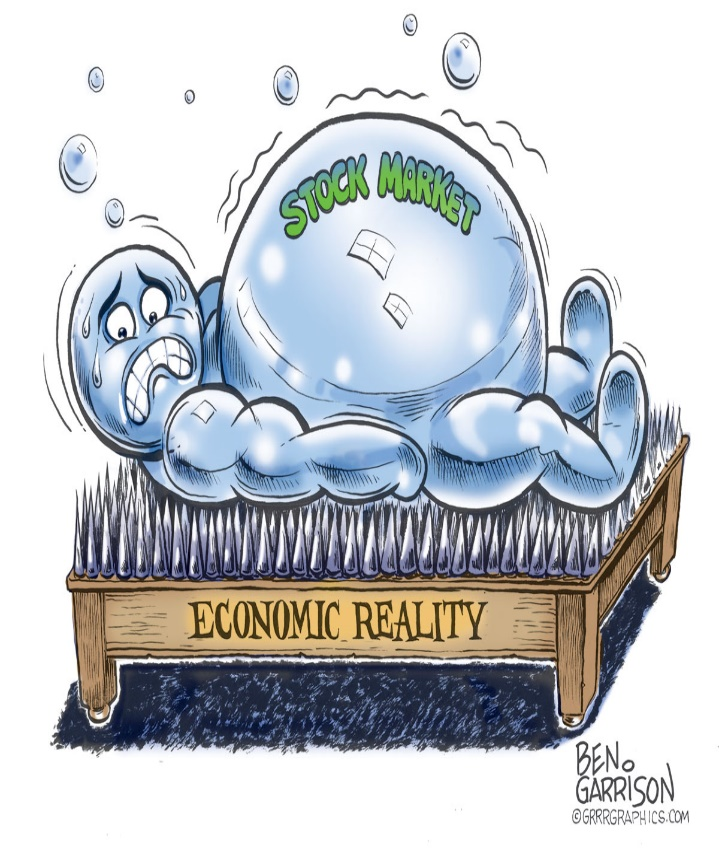 STOCK MARKET
ECONOMIC REALITY
BEN
GARRISON
©GRRRGRAPHICS.COM